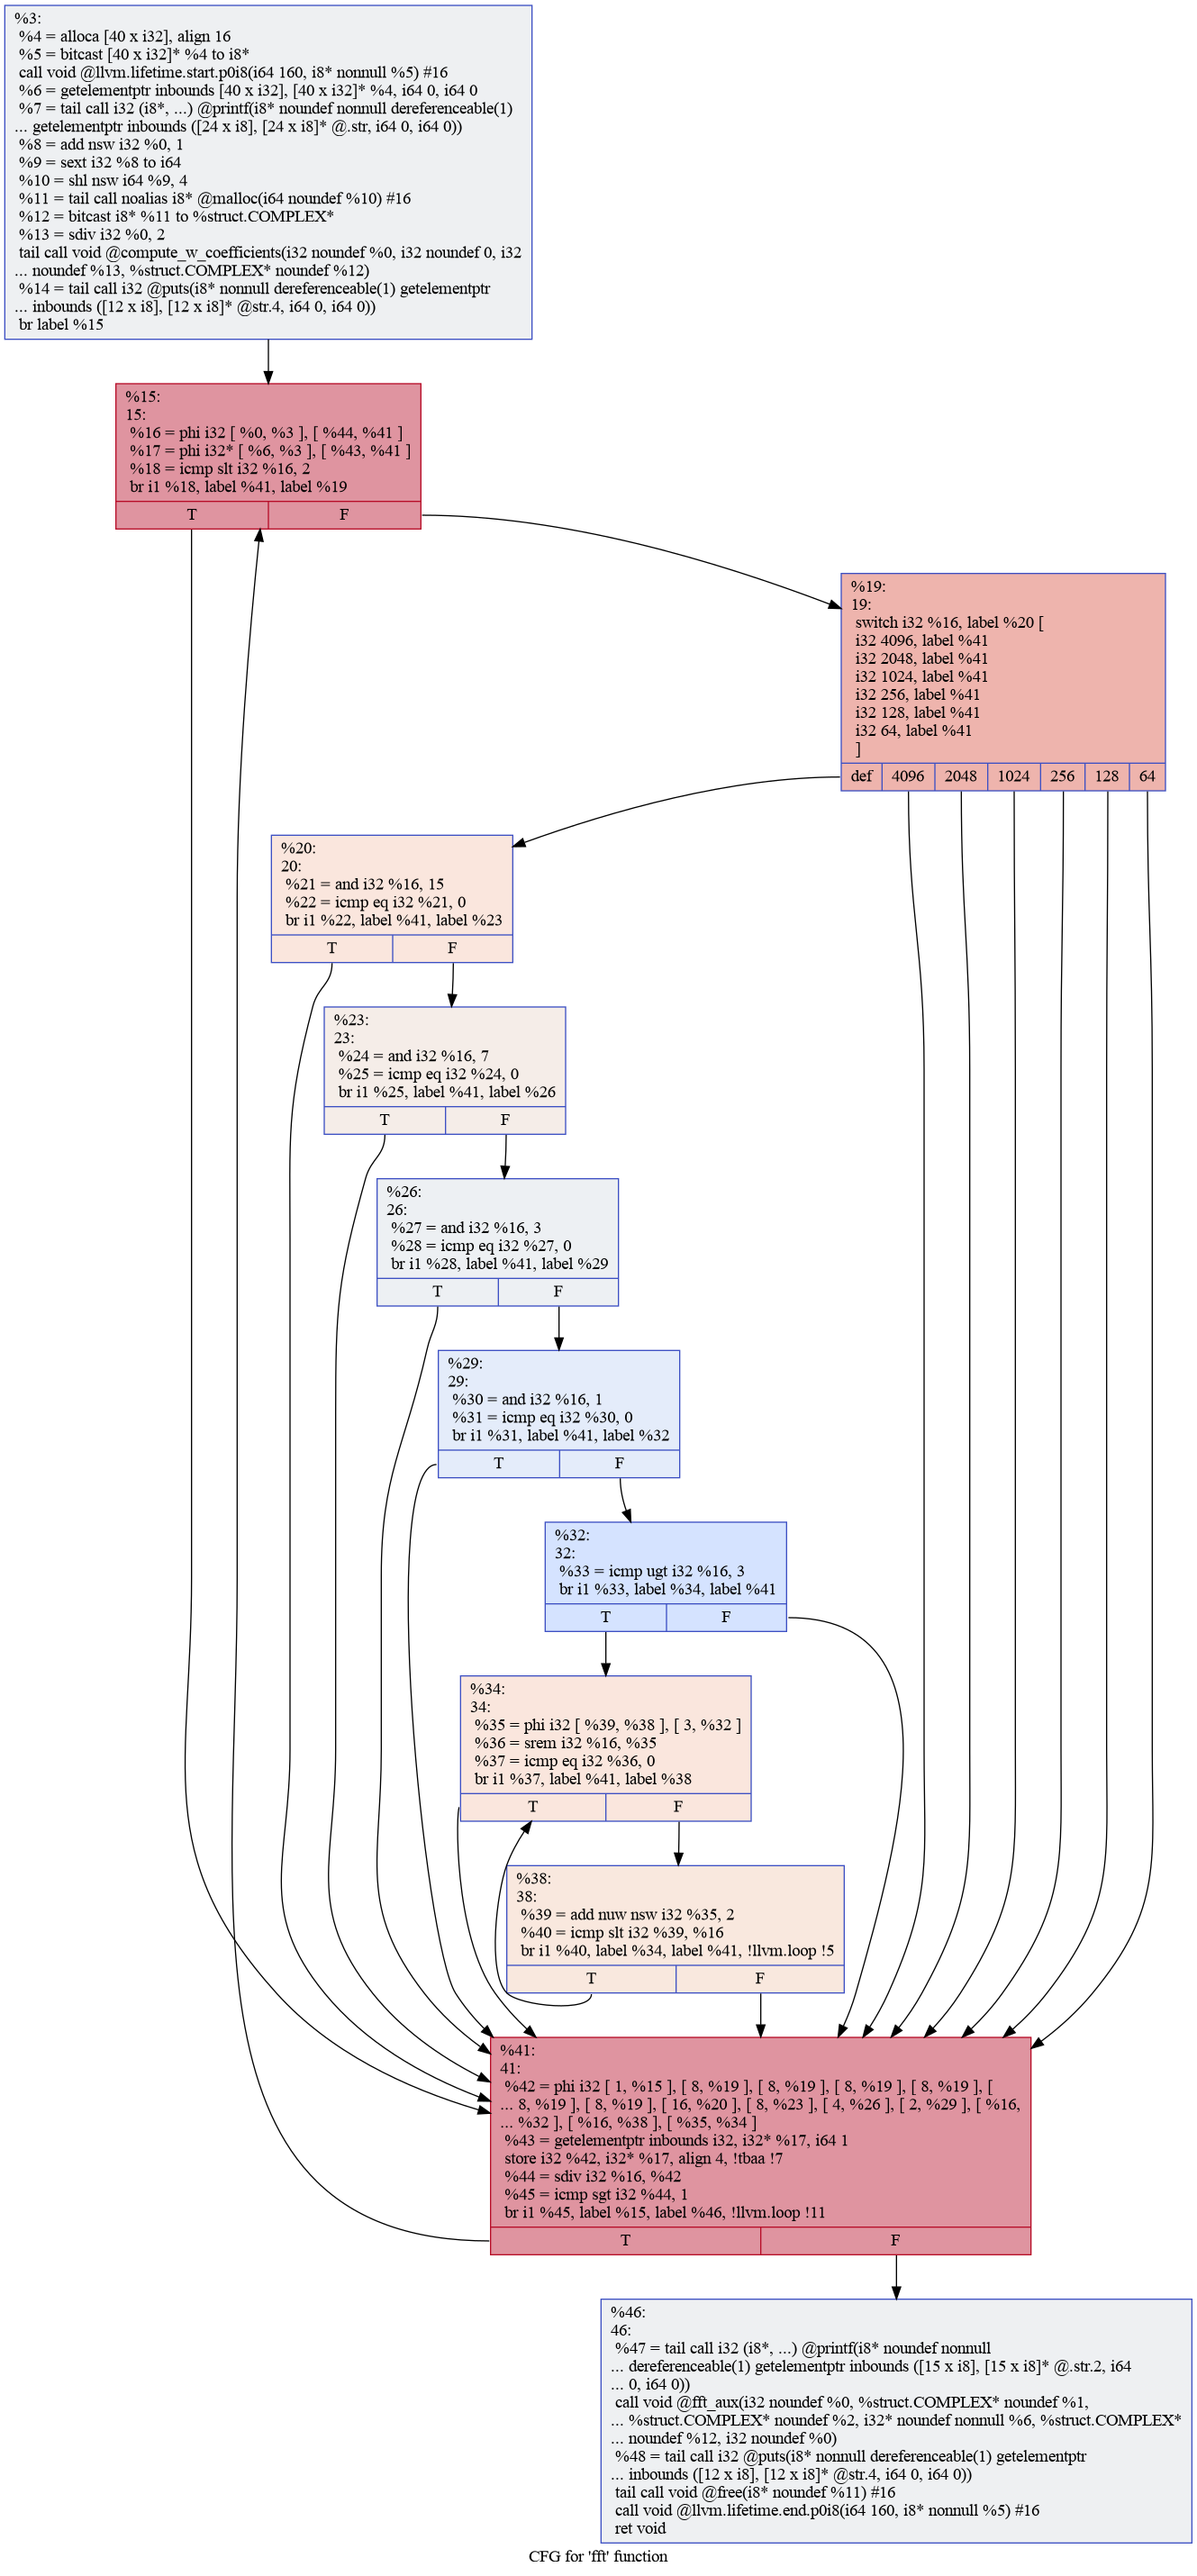 %3:
%4 = alloca [40 x i32], align 16
%5 = bitcast [40 x i32]* %4 to i8*
call void @llvm.lifetime.start.p0i8(i64 160, i8* nonnull %5) #16
%6 = getelementptr inbounds [40 x i32], [40 x i32]* %4, i64 0, i64 0
%7 = tail call i32 (i8*, ...) @printf(i8* noundef nonnull dereferenceable(1)
... getelementptr inbounds ([24 x i8], [24 x i8]* @.str, i64 0, i64 0))
%8 = add nsw i32 %0, 1
%9 = sext i32 %8 to i64
%10 = shl nsw i64 %9, 4
%11 = tail call noalias i8* @malloc(i64 noundef %10) #16
%12 = bitcast i8* %11 to %struct.COMPLEX*
%13 = sdiv i32 %0, 2
tail call void @compute_w_coefficients(i32 noundef %0, i32 noundef 0, i32
... noundef %13, %struct.COMPLEX* noundef %12)
%14 = tail call i32 @puts(i8* nonnull dereferenceable(1) getelementptr
... inbounds ([12 x i8], [12 x i8]* @str.4, i64 0, i64 0))
br label %15
%15:
15:
%16 = phi i32 [ %0, %3 ], [ %44, %41 ]
%17 = phi i32* [ %6, %3 ], [ %43, %41 ]
%18 = icmp slt i32 %16, 2
br i1 %18, label %41, label %19
T F
%19:
19:
switch i32 %16, label %20 [
i32 4096, label %41
i32 2048, label %41
i32 1024, label %41
i32 256, label %41
i32 128, label %41
i32 64, label %41
]
def 4096 2048 1024 256 128 64
%20:
20:
%21 = and i32 %16, 15
%22 = icmp eq i32 %21, 0
br i1 %22, label %41, label %23
T F
%23:
23:
%24 = and i32 %16, 7
%25 = icmp eq i32 %24, 0
br i1 %25, label %41, label %26
T F
%26:
26:
%27 = and i32 %16, 3
%28 = icmp eq i32 %27, 0
br i1 %28, label %41, label %29
T F
%29:
29:
%30 = and i32 %16, 1
%31 = icmp eq i32 %30, 0
br i1 %31, label %41, label %32
T F
%32:
32:
%33 = icmp ugt i32 %16, 3
br i1 %33, label %34, label %41
T F
%34:
34:
%35 = phi i32 [ %39, %38 ], [ 3, %32 ]
%36 = srem i32 %16, %35
%37 = icmp eq i32 %36, 0
br i1 %37, label %41, label %38
T F
%38:
38:
%39 = add nuw nsw i32 %35, 2
%40 = icmp slt i32 %39, %16
br i1 %40, label %34, label %41, !llvm.loop !5
T F
%41:
41:
%42 = phi i32 [ 1, %15 ], [ 8, %19 ], [ 8, %19 ], [ 8, %19 ], [ 8, %19 ], [
... 8, %19 ], [ 8, %19 ], [ 16, %20 ], [ 8, %23 ], [ 4, %26 ], [ 2, %29 ], [ %16,
... %32 ], [ %16, %38 ], [ %35, %34 ]
%43 = getelementptr inbounds i32, i32* %17, i64 1
store i32 %42, i32* %17, align 4, !tbaa !7
%44 = sdiv i32 %16, %42
%45 = icmp sgt i32 %44, 1
br i1 %45, label %15, label %46, !llvm.loop !11
T F
%46:
46:
%47 = tail call i32 (i8*, ...) @printf(i8* noundef nonnull
... dereferenceable(1) getelementptr inbounds ([15 x i8], [15 x i8]* @.str.2, i64
... 0, i64 0))
call void @fft_aux(i32 noundef %0, %struct.COMPLEX* noundef %1,
... %struct.COMPLEX* noundef %2, i32* noundef nonnull %6, %struct.COMPLEX*
... noundef %12, i32 noundef %0)
%48 = tail call i32 @puts(i8* nonnull dereferenceable(1) getelementptr
... inbounds ([12 x i8], [12 x i8]* @str.4, i64 0, i64 0))
tail call void @free(i8* noundef %11) #16
call void @llvm.lifetime.end.p0i8(i64 160, i8* nonnull %5) #16
ret void
CFG for 'fft' function